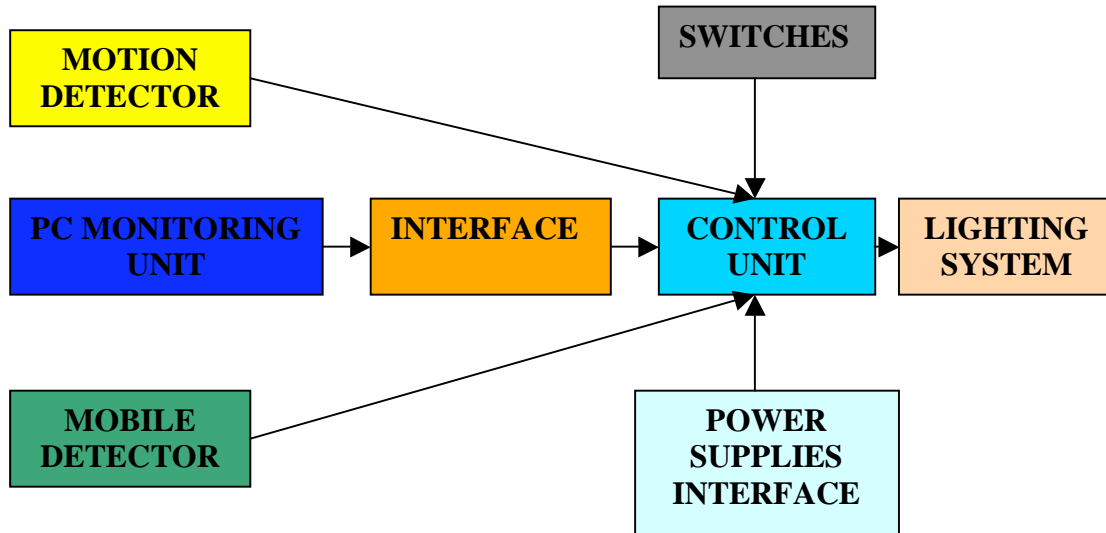 MOTION
DETECTOR
SWITCHES
PC MONITORING
UNIT
INTERFACE
CONTROL
UNIT
LIGHTING
SYSTEM
MOBILE
DETECTOR
POWER
SUPPLIES
INTERFACE